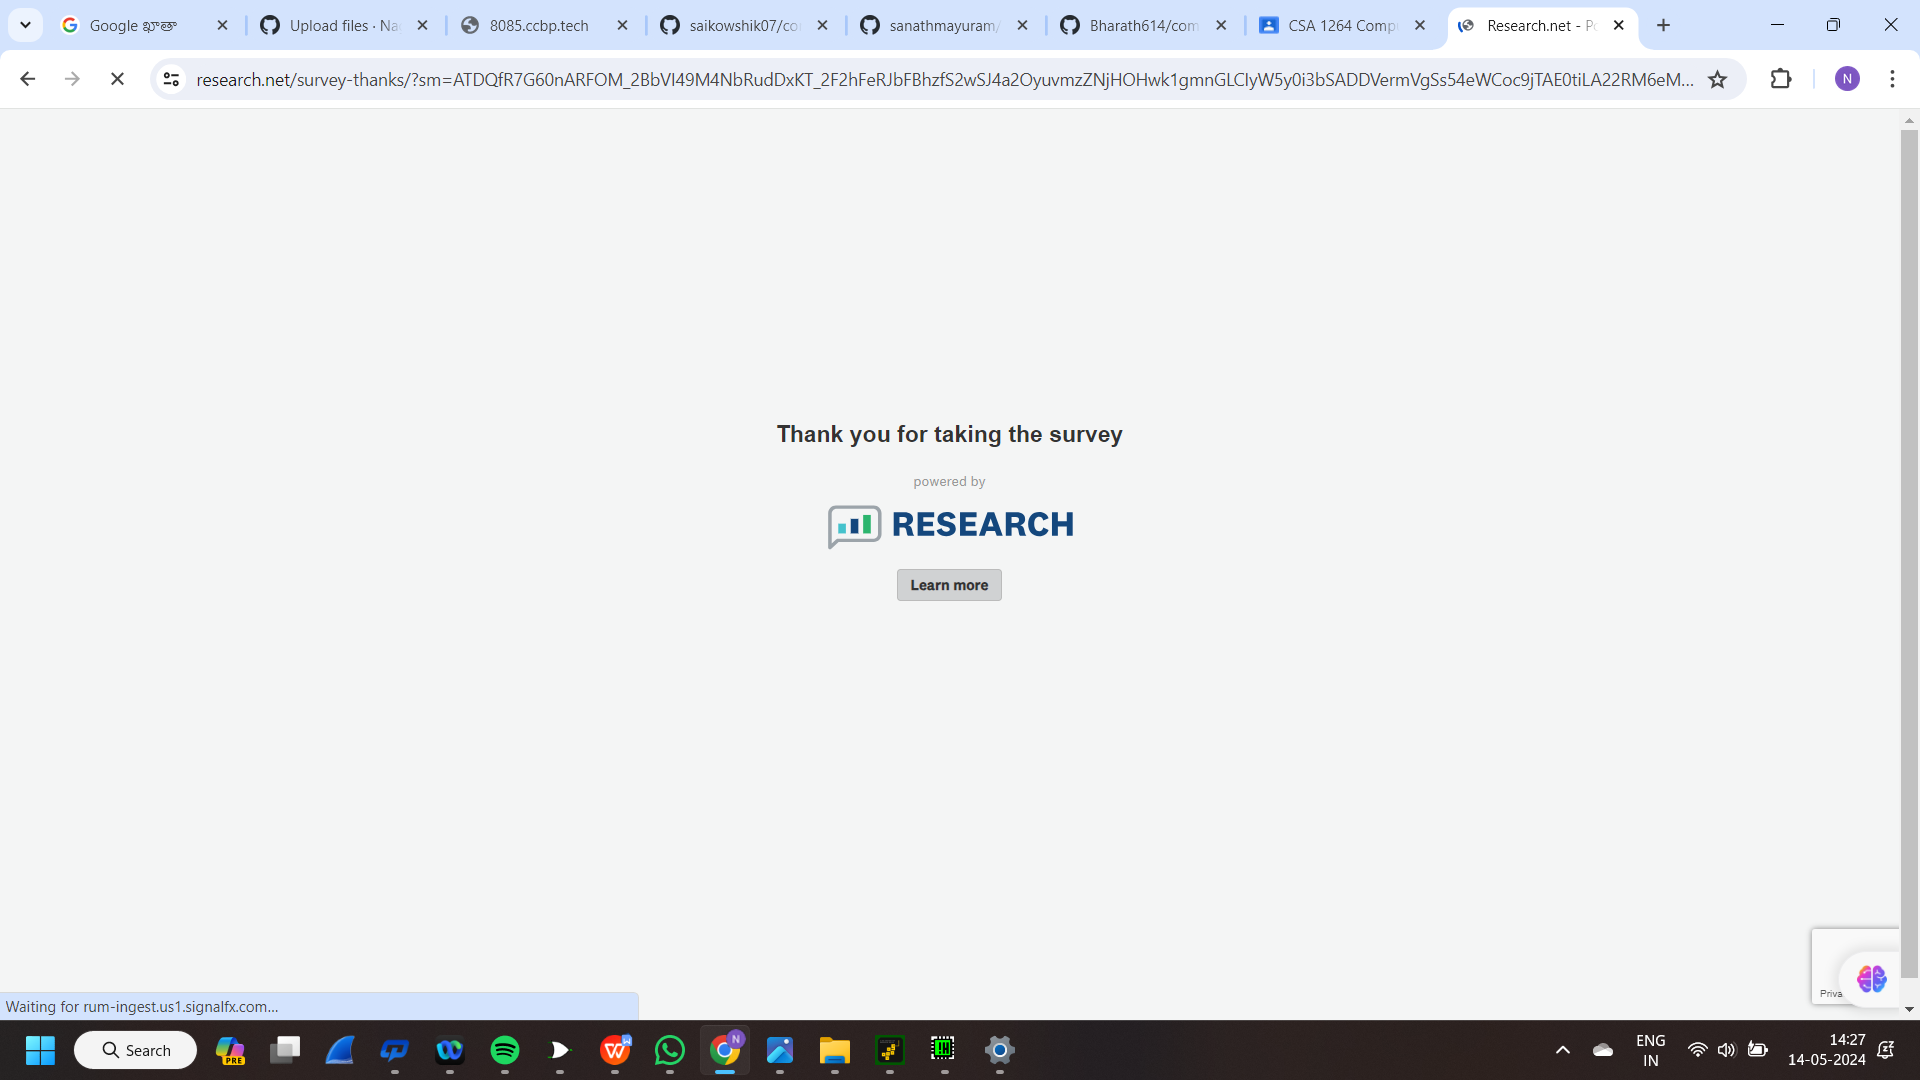 Google ఖాతా
Upload files · Na
8085.ccbp.tech
saikowshik07/co
sanathmayuram/
Bharath614/com
CSA 1264 Comp
Research.net - P
research.net/survey-thanks/?sm=ATDQfR7G60nARFOM_2BbVI49M4NbRudDxKT_2F2hFeRJbFBhzfS2wSJ4a2OyuvmzZNjHOHwk1gmnGLClyW5y0i3bSADDVermVgSs54eWCoc9jTAE0tiLA22RM6eM...
N
Thank you for taking the survey
powered by
RESEARCH
Learn more
Priva
Waiting for rum-ingest.us1.signalfx.com...
Search
PRE
N
ENG
IN
14:27
14-05-2024